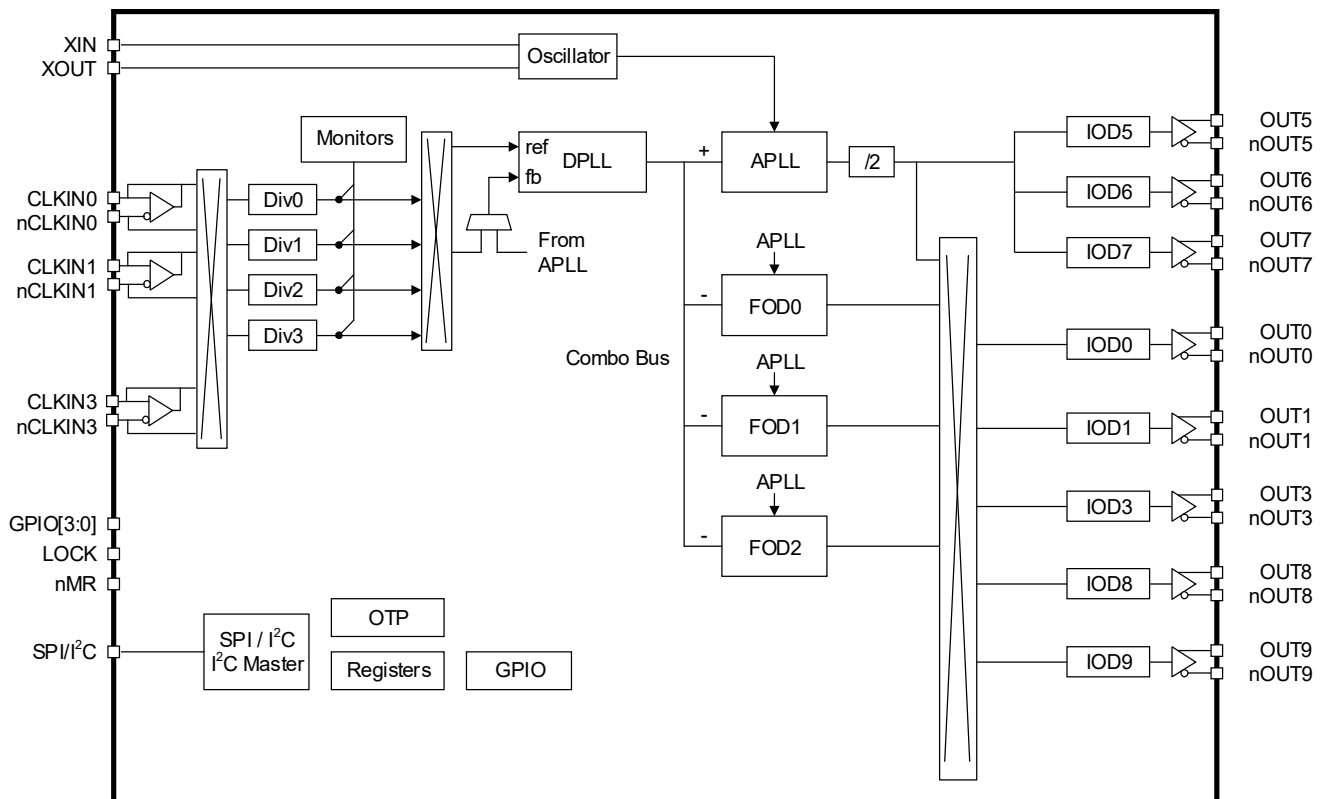 XIN
XOUT
Oscillator
Monitors
ref
DPLL
fb
+
APLL
/2
IOD5
OUT5
nOUT5
CLKIN0
nCLKIN0
Div0
IOD6
OUT6
nOUT6
CLKIN1
nCLKIN1
Div1
From
APLL
APLL
IOD7
OUT7
nOUT7
Div2
-
FOD0
Div3
Combo Bus
IOD0
OUT0
nOUT0
APLL
CLKIN3
nCLKIN3
-
FOD1
IOD1
OUT1
nOUT1
APLL
GPIO[3:0]
LOCK
nMR
-
FOD2
IOD3
OUT3
nOUT3
IOD8
OUT8
nOUT8
SPI/I²C
SPI / I²C
I²C Master
OTP
Registers
GPIO
IOD9
OUT9
nOUT9